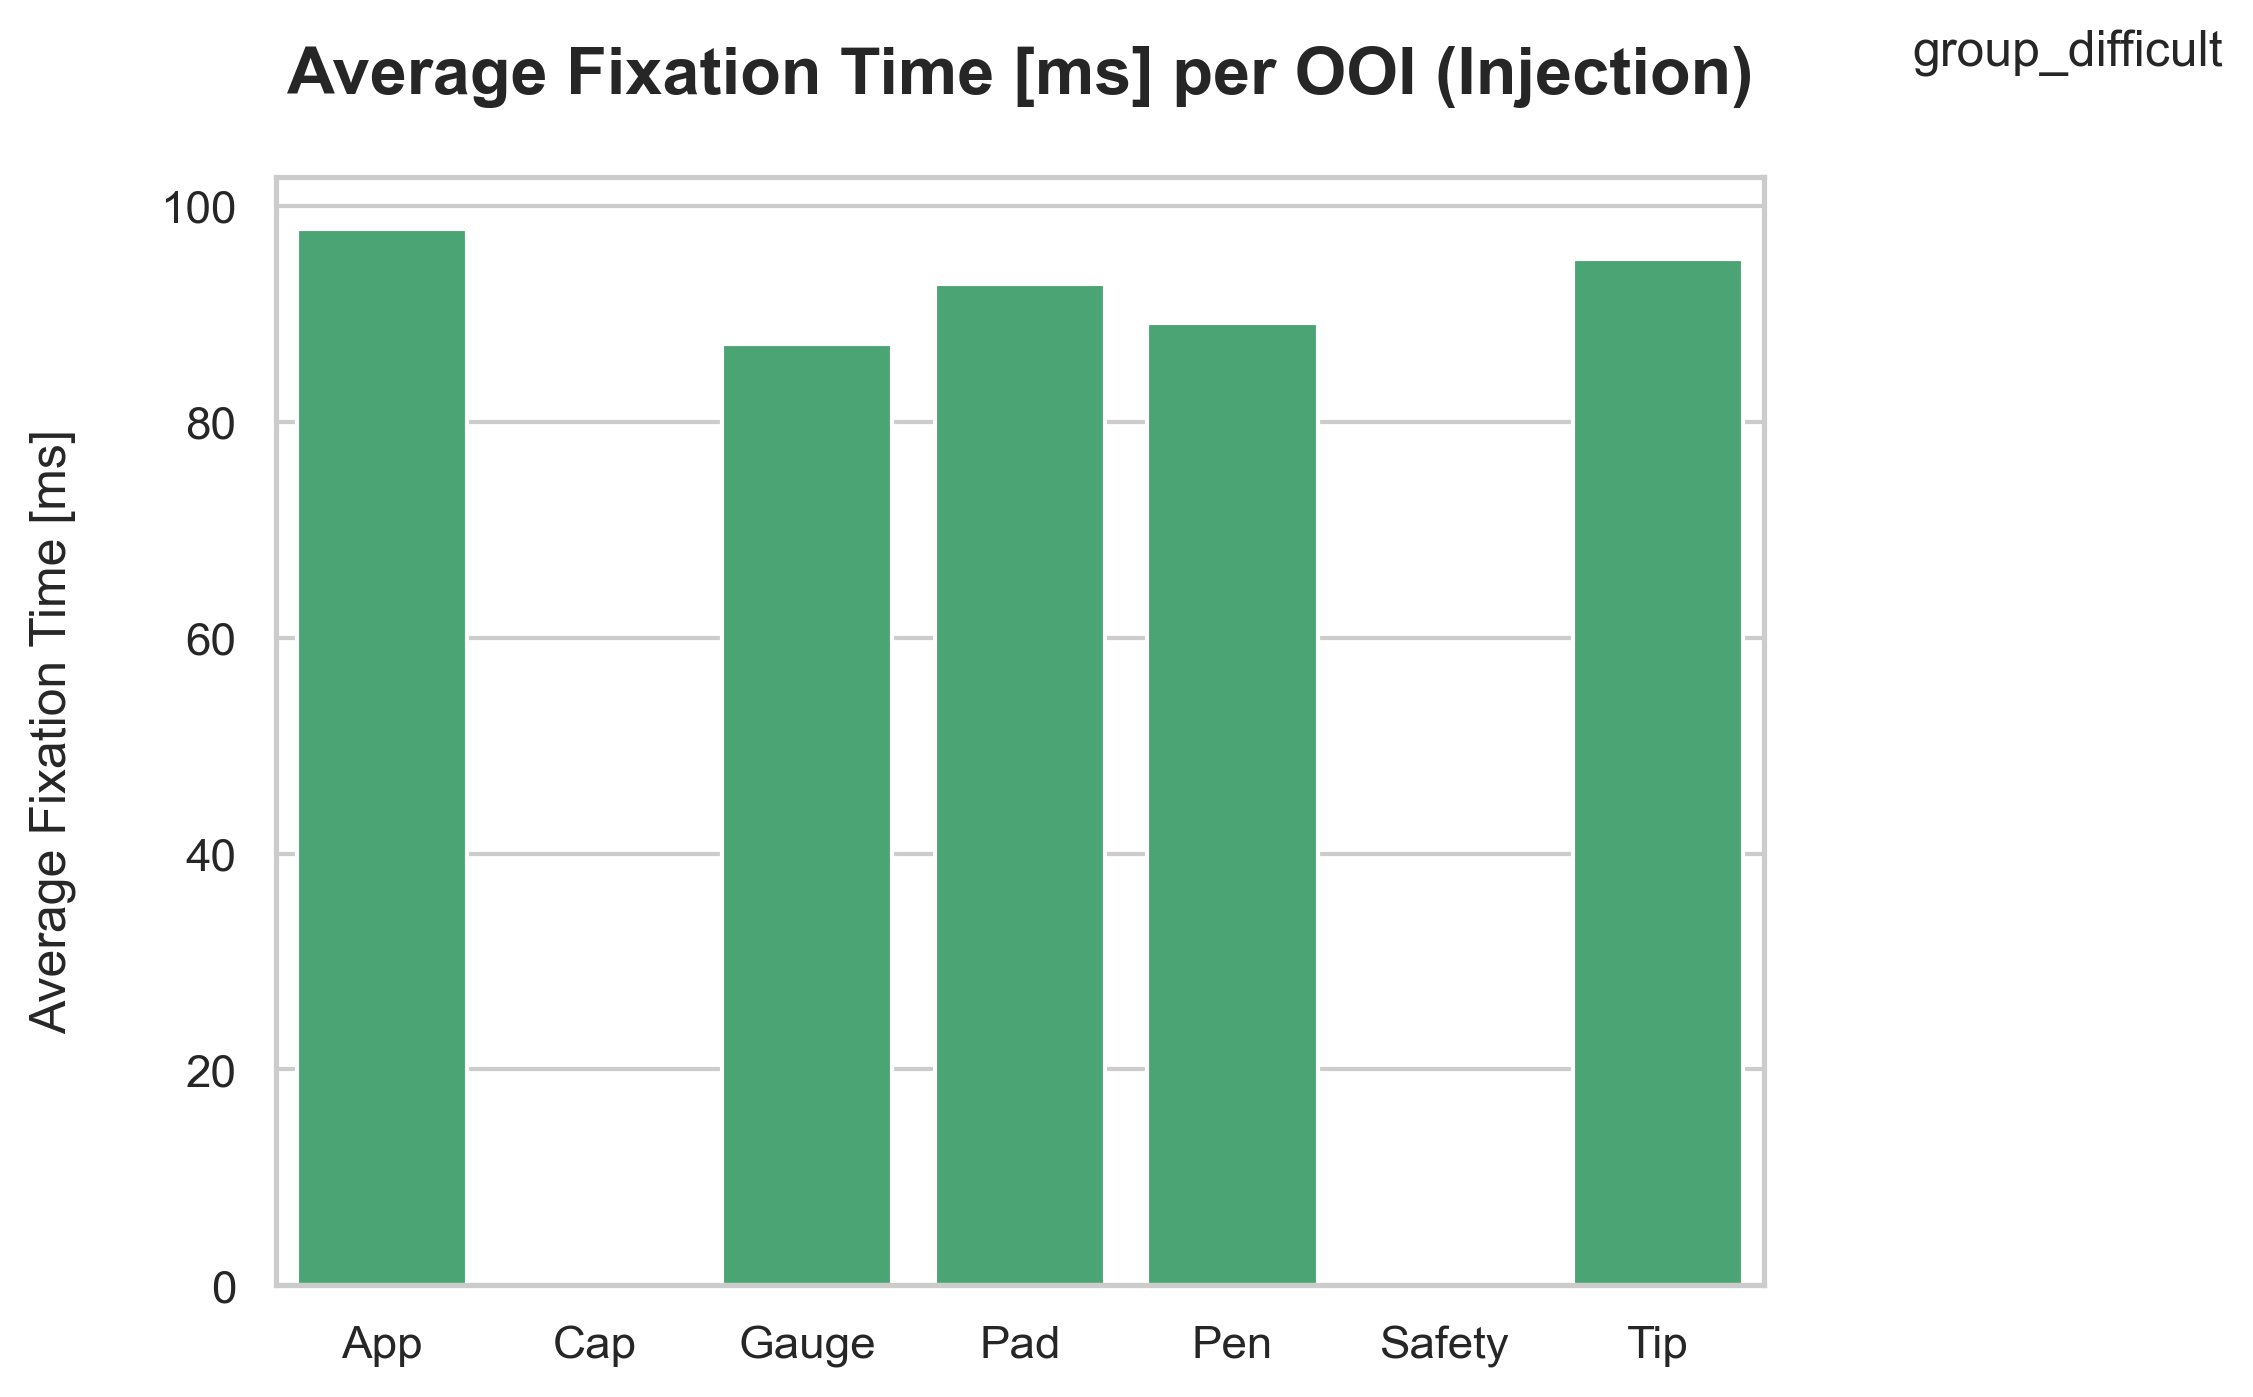 group_difficult
Average Fixation Time [ms] per OOI (Injection)
Average Fixation Time [ms]
100
80
60
40
20
0
App Cap Gauge Pad Pen Safety Tip